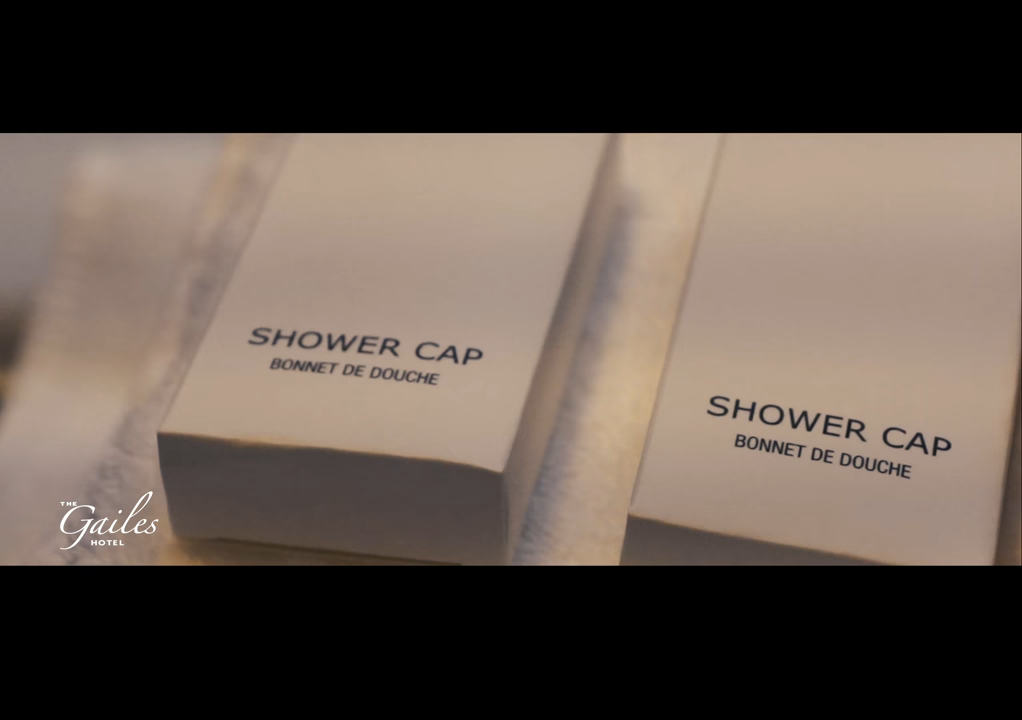 SHOWER CAP
BONNET DE DOUCHE
SHOWER CAP
BONNET DE DOUCHE
THE
Gailes
HOTEL